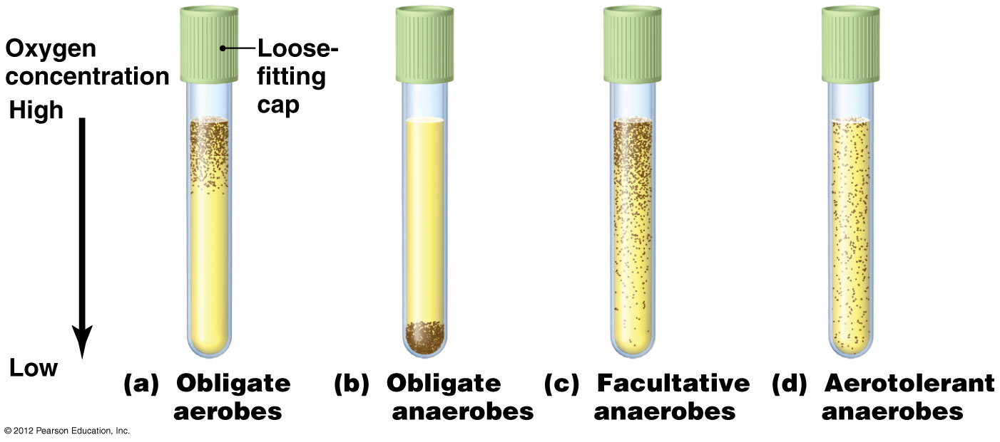 Oxygen
concentration
High
Low
Loose-
fitting
cap
(a) Obligate
aerobes
(b) Obligate
anaerobes
(c) Facultative
anaerobes
(d) Aerotolerant
anaerobes
© 2012 Pearson Education, Inc.